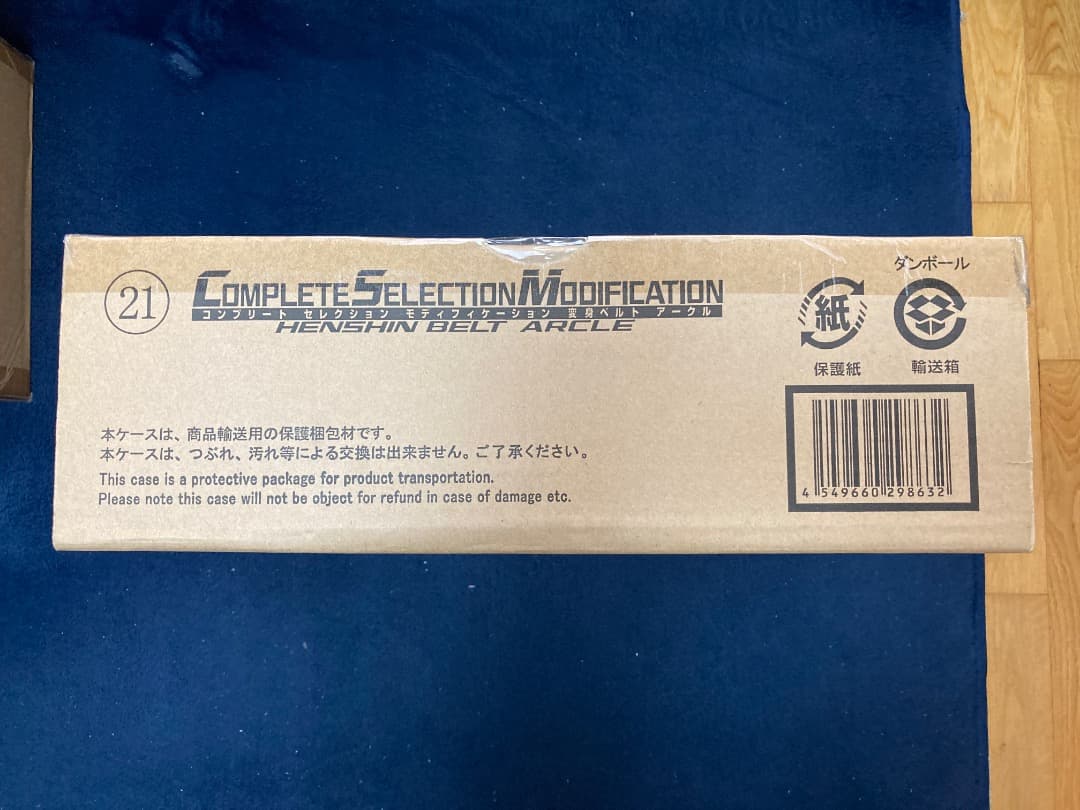 21
COMPLETE SELECTION MODIFICATION
コンプリート セレクション モディフィケーション 変身ベルト アークル
HENSHIN BELT ARCLE
ダンボール
紙
保護紙
輸送箱
本ケースは、商品輸送用の保護梱包材です。
本ケースは、つぶれ、汚れ等による交換は出来ません。ご了承ください。
This case is a protective package for product transportation.
Please note this case will not be object for refund in case of damage etc.
4 549660 298632